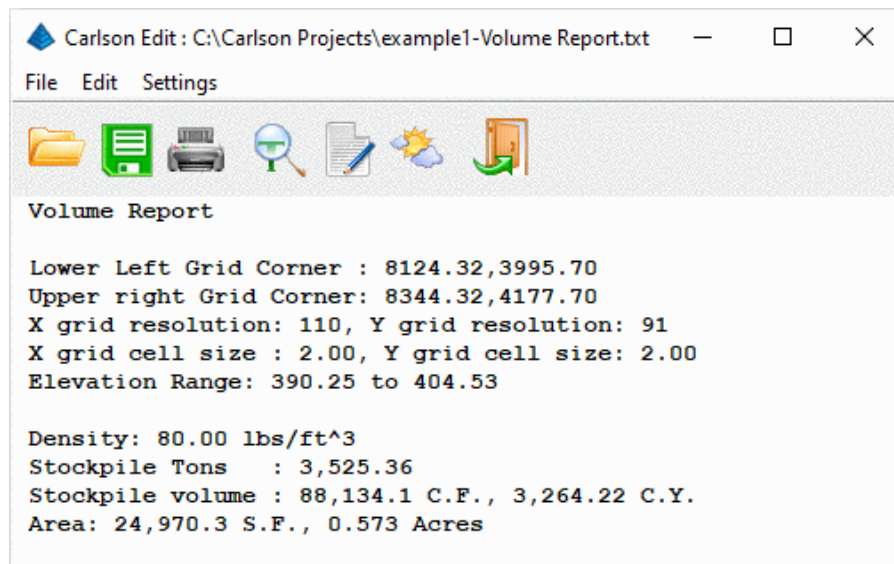 Carlson Edit : C:\Carlson Projects\example1-Volume Report.txt
File Edit Settings
Volume Report
Lower Left Grid Corner : 8124.32,3995.70
Upper right Grid Corner: 8344.32,4177.70
X grid resolution: 110, Y grid resolution: 91
X grid cell size : 2.00, Y grid cell size: 2.00
Elevation Range: 390.25 to 404.53
Density: 80.00 lbs/ft^3
Stockpile Tons   : 3,525.36
Stockpile volume : 88,134.1 C.F., 3,264.22 C.Y.
Area: 24,970.3 S.F., 0.573 Acres